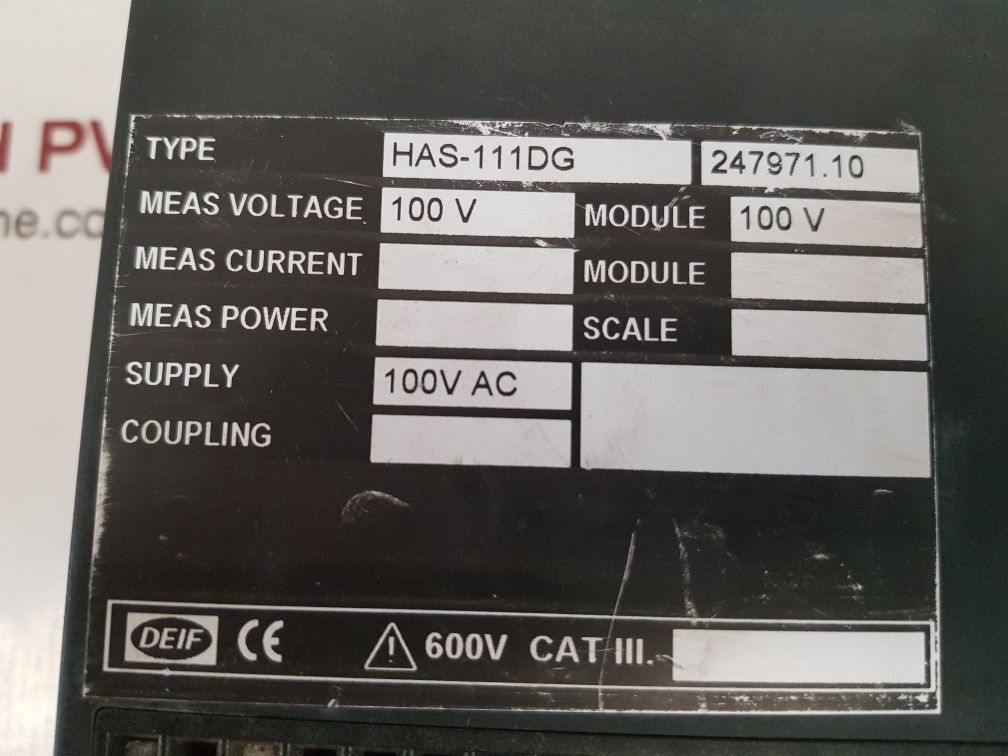 TYPE HAS-111DG 247971.10
MEAS VOLTAGE 100 V MODULE 100 V
MEAS CURRENT MODULE
MEAS POWER SCALE
SUPPLY 100V AC
COUPLING
DEIF CE 600V CAT III.